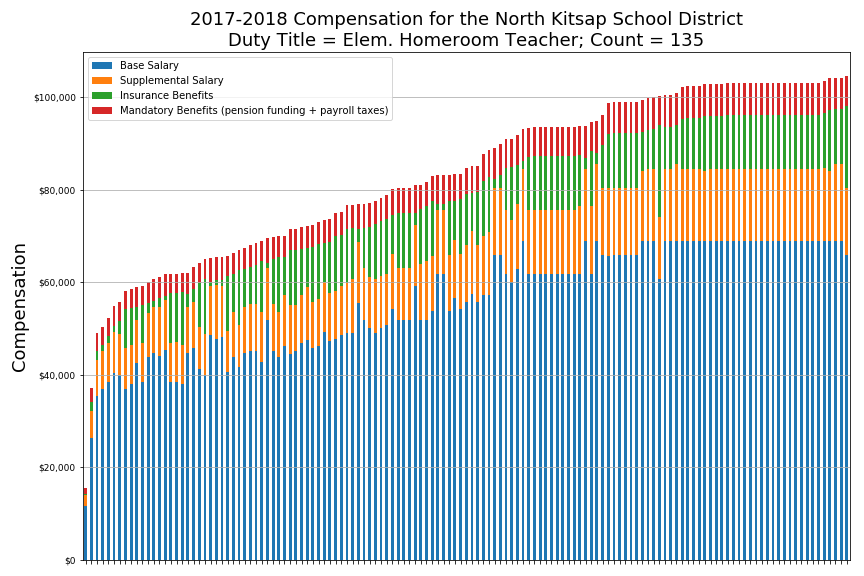 2017-2018 Compensation for the North Kitsap School District
Duty Title = Elem. Homeroom Teacher; Count = 135
Base Salary
Supplemental Salary
Insurance Benefits
Mandatory Benefits (pension funding + payroll taxes)
$100,000
$80,000
$60,000
$40,000
$20,000
$0
Compensation